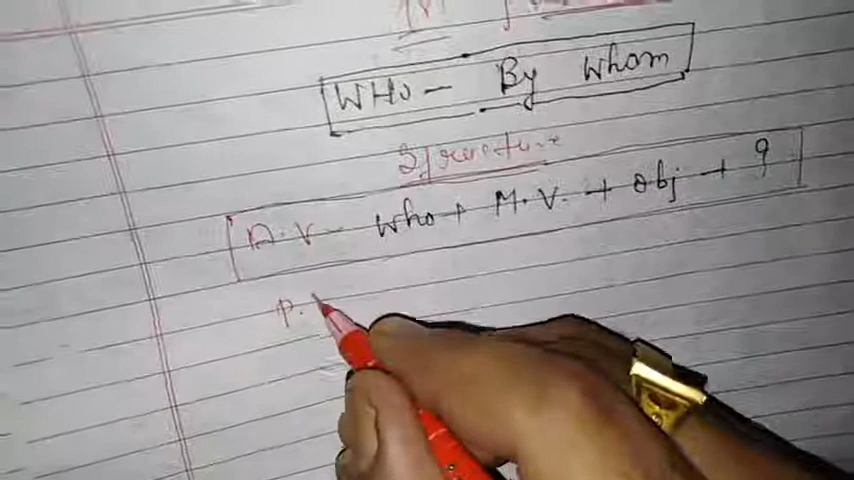 WHO - By whom
Structure
A.V - Who + M.V. + obj + ?
P.